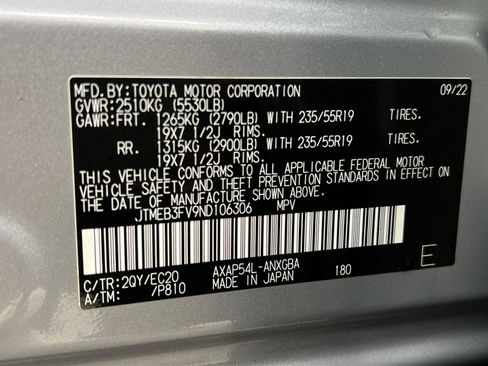 MFD. BY: TOYOTA MOTOR CORPORATION 09/22
GVWR: 2510KG (5530LB)
GAWR: FRT. 1265KG (2790LB) WITH 235/55R19 TIRES.
19X7 1/2J RIMS.
RR. 1315KG (2900LB) WITH 235/55R19 TIRES.
19X7 1/2J RIMS.
THIS VEHICLE CONFORMS TO ALL APPLICABLE FEDERAL MOTOR
VEHICLE SAFETY AND THEFT PREVENTION STANDARDS IN EFFECT ON
THE DATE OF MANUFACTURE SHOWN ABOVE.
JTMEB3FV9ND106306 MPV
C/TR: 2QY/EC20 AXAP54L-ANXGBA 180 E
A/TM: /P810 MADE IN JAPAN